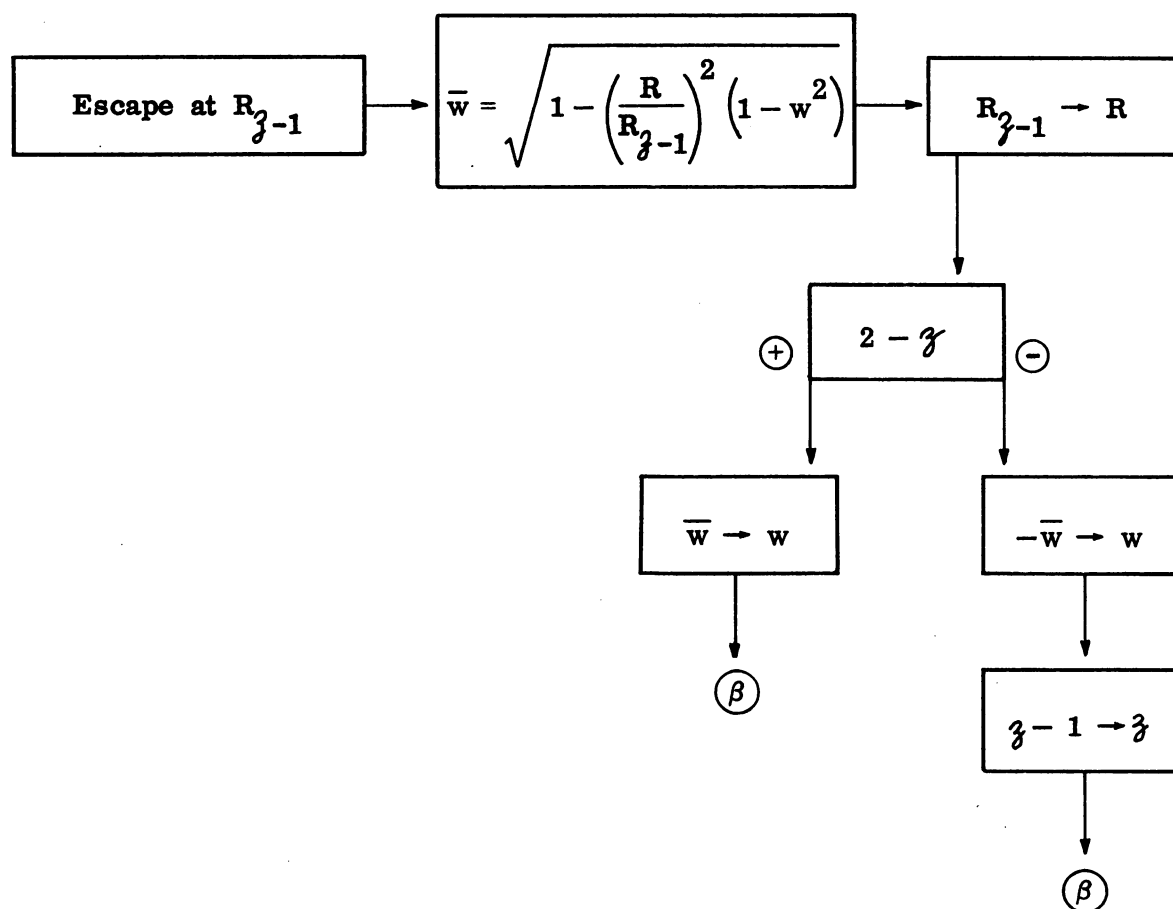 Escape at R_{z-1}
w̅ = √(1 − (R/R_{z-1})² (1 − w²))
R_{z-1} → R
2 − z
+
−
w̅ → w
−w̅ → w
β
z − 1 → z
β